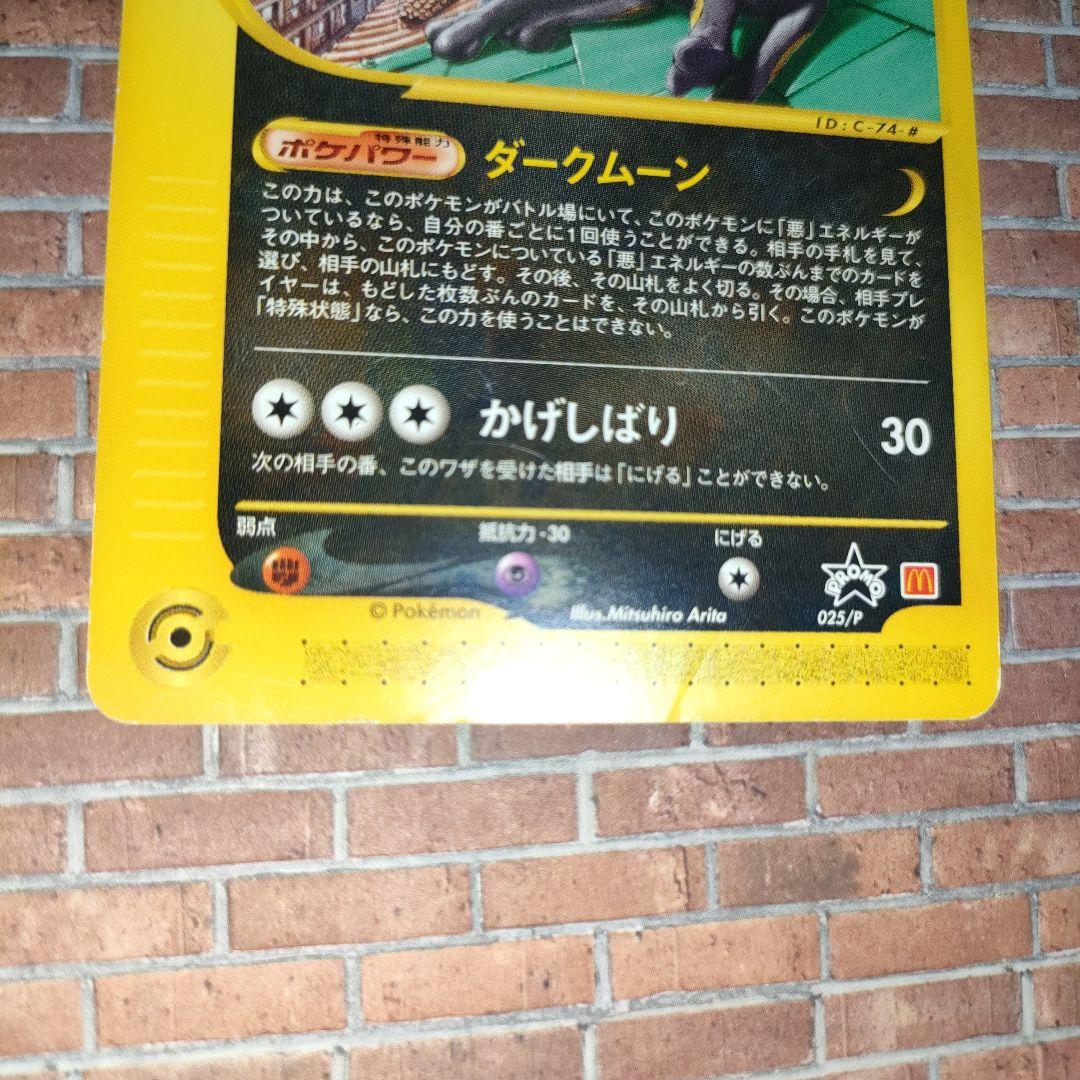 ID:C-74-#
特殊能力
ポケパワー
ダークムーン
この力は、このポケモンがバトル場にいて、このポケモンに「悪」エネルギーが
ついているなら、自分の番ごとに1回使うことができる。相手の手札を見て、
その中から、このポケモンについている「悪」エネルギーの数ぶんまでのカードを
選び、相手の山札にもどす。その後、その山札をよく切る。その場合、相手プレ
イヤーは、もどした枚数ぶんのカードを、その山札から引く。このポケモンが
「特殊状態」なら、この力を使うことはできない。
かげしばり 30
次の相手の番、このワザを受けた相手は「にげる」ことができない。
弱点 抵抗力-30 にげる
PROMO
© Pokémon Illus.Mitsuhiro Arita 025/P